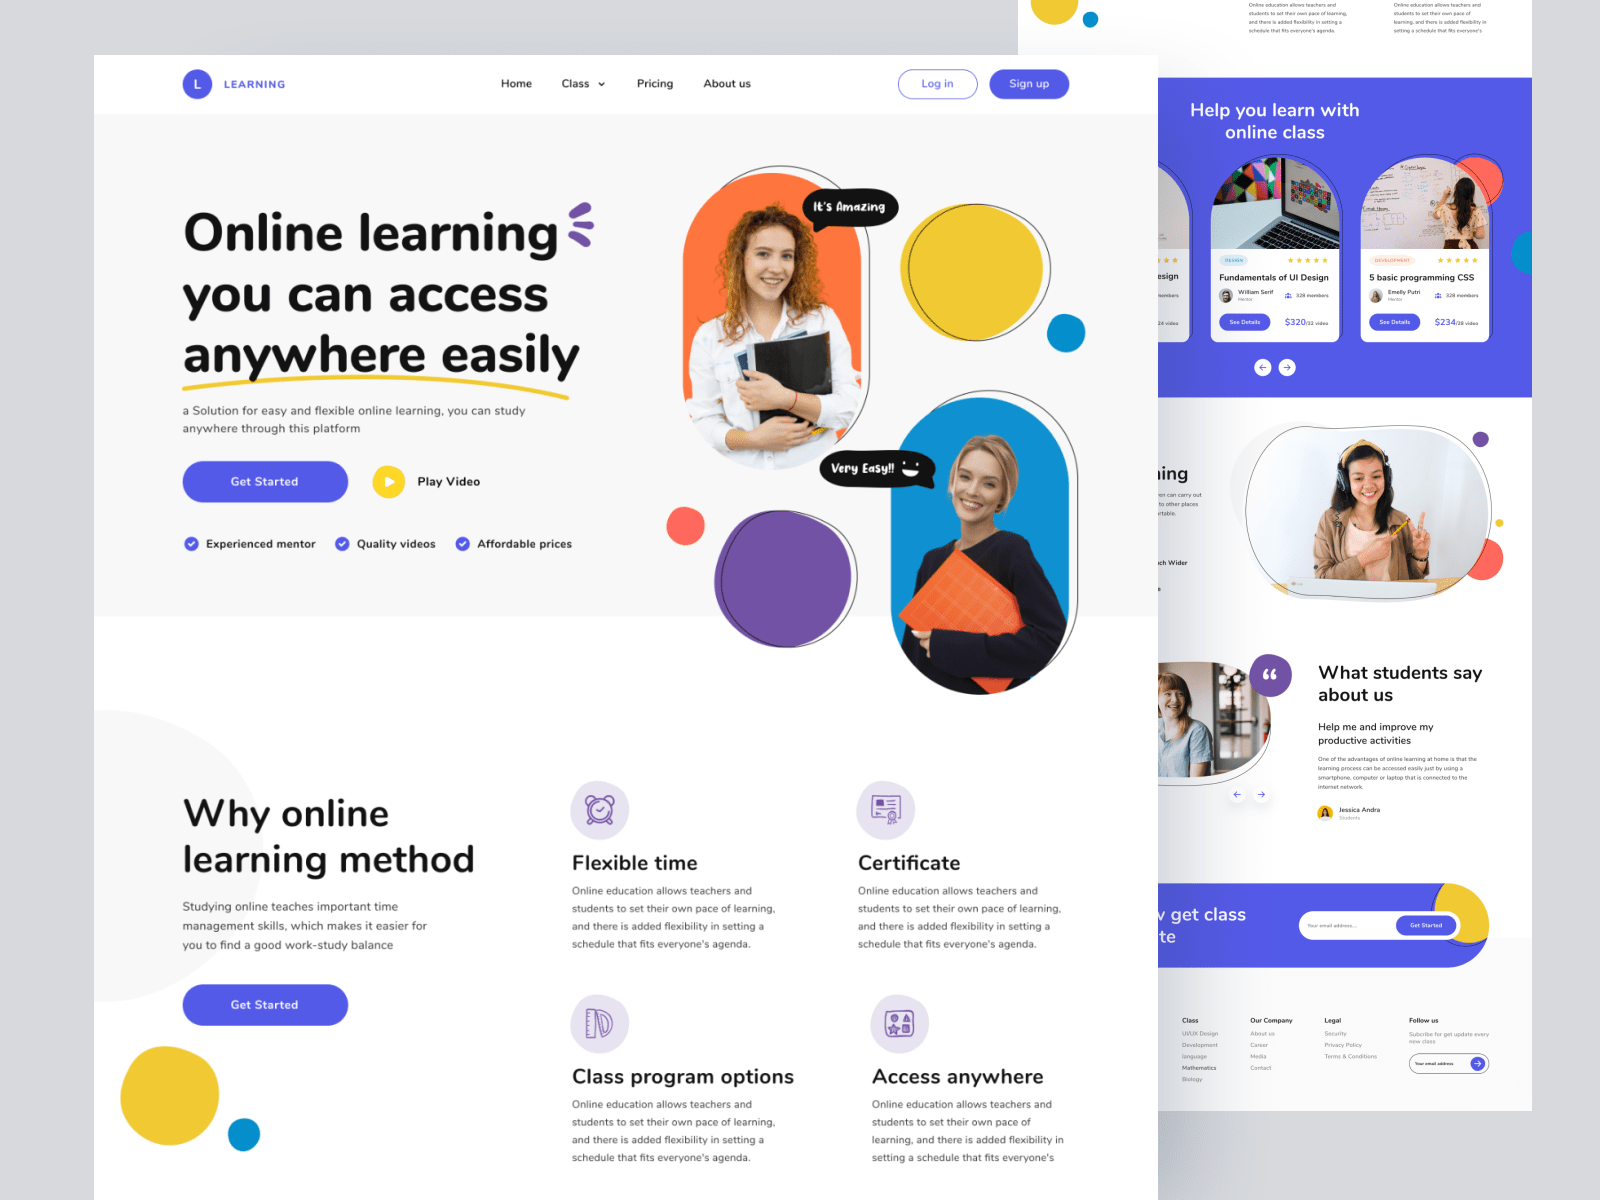 L LEARNING
Home
Class
Pricing
About us
Log in
Sign up
Online learning
you can access
anywhere easily
a Solution for easy and flexible online learning, you can study
anywhere through this platform
Get Started
Play Video
Experienced mentor
Quality videos
Affordable prices
It's Amazing
Very Easy!!
Why online
learning method
Studying online teaches important time
management skills, which makes it easier for
you to find a good work-study balance
Get Started
Flexible time
Online education allows teachers and
students to set their own pace of learning,
and there is added flexibility in setting a
schedule that fits everyone's agenda.
Certificate
Online education allows teachers and
students to set their own pace of learning,
and there is added flexibility in setting a
schedule that fits everyone's agenda.
Class program options
Online education allows teachers and
students to set their own pace of learning,
and there is added flexibility in setting a
schedule that fits everyone's agenda.
Access anywhere
Online education allows teachers and
students to set their own pace of
learning, and there is added flexibility in
setting a schedule that fits everyone's
Online education allows teachers and
students to set their own pace of learning,
and there is added flexibility in setting a
schedule that fits everyone's agenda.
Online education allows teachers and
students to set their own pace of
learning, and there is added flexibility in
setting a schedule that fits everyone's
Help you learn with
online class
esign
embers
24 video
DESIGN
Fundamentals of UI Design
William Serif
Mentor
328 members
See Details
$320/32 video
DEVELOPMENT
5 basic programming CSS
Emelly Putri
Mentor
328 members
See Details
$234/28 video
ning
ren can carry out
to other places
rtable.
ch Wider
What students say
about us
Help me and improve my
productive activities
One of the advantages of online learning at home is that the
learning process can be accessed easily just by using a
smartphone, computer or laptop that is connected to the
internet network.
Jessica Andra
Students
w get class
te
Your email address...
Get Started
Class
UI/UX Design
Development
language
Mathematics
Biology
Our Company
About us
Career
Media
Contact
Legal
Security
Privacy Policy
Terms & Conditions
Follow us
Subcribe for get update every
new class
Your email address